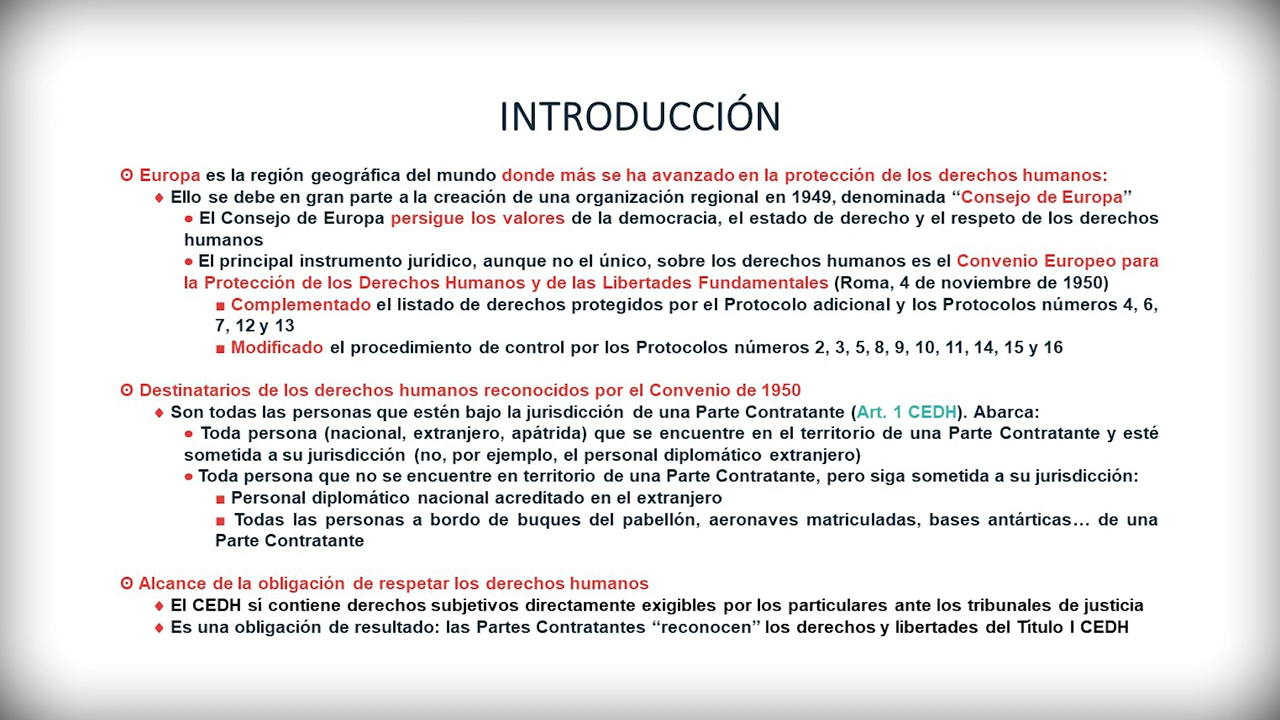 INTRODUCCIÓN
⊙ Europa es la región geográfica del mundo donde más se ha avanzado en la protección de los derechos humanos:
♦ Ello se debe en gran parte a la creación de una organización regional en 1949, denominada “Consejo de Europa”
● El Consejo de Europa persigue los valores de la democracia, el estado de derecho y el respeto de los derechos
humanos
● El principal instrumento jurídico, aunque no el único, sobre los derechos humanos es el Convenio Europeo para
la Protección de los Derechos Humanos y de las Libertades Fundamentales (Roma, 4 de noviembre de 1950)
■ Complementado el listado de derechos protegidos por el Protocolo adicional y los Protocolos números 4, 6,
7, 12 y 13
■ Modificado el procedimiento de control por los Protocolos números 2, 3, 5, 8, 9, 10, 11, 14, 15 y 16
⊙ Destinatarios de los derechos humanos reconocidos por el Convenio de 1950
♦ Son todas las personas que estén bajo la jurisdicción de una Parte Contratante (Art. 1 CEDH). Abarca:
● Toda persona (nacional, extranjero, apátrida) que se encuentre en el territorio de una Parte Contratante y esté
sometida a su jurisdicción (no, por ejemplo, el personal diplomático extranjero)
● Toda persona que no se encuentre en territorio de una Parte Contratante, pero siga sometida a su jurisdicción:
■ Personal diplomático nacional acreditado en el extranjero
■ Todas las personas a bordo de buques del pabellón, aeronaves matriculadas, bases antárticas… de una
Parte Contratante
⊙ Alcance de la obligación de respetar los derechos humanos
♦ El CEDH sí contiene derechos subjetivos directamente exigibles por los particulares ante los tribunales de justicia
♦ Es una obligación de resultado: las Partes Contratantes “reconocen” los derechos y libertades del Título I CEDH